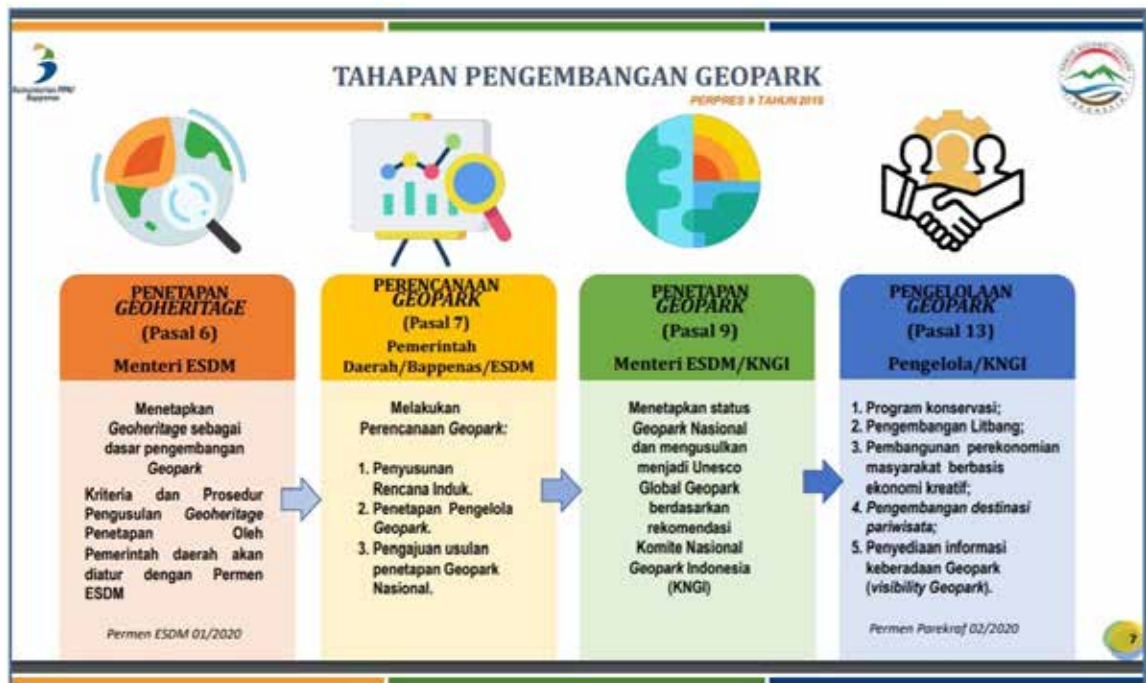 Kementerian PPN/
Bappenas
TAHAPAN PENGEMBANGAN GEOPARK
PERPRES 9 TAHUN 2019
PENETAPAN
GEOHERITAGE
(Pasal 6)
Menteri ESDM
Menetapkan
Geoheritage sebagai
dasar pengembangan
Geopark
Kriteria dan Prosedur
Pengusulan Geoheritage
Penetapan Oleh
Pemerintah daerah akan
diatur dengan Permen
ESDM
Permen ESDM 01/2020
PERENCANAAN
GEOPARK
(Pasal 7)
Pemerintah
Daerah/Bappenas/ESDM
Melakukan
Perencanaan Geopark:
1. Penyusunan
Rencana Induk.
2. Penetapan Pengelola
Geopark.
3. Pengajuan usulan
penetapan Geopark
Nasional.
PENETAPAN
GEOPARK
(Pasal 9)
Menteri ESDM/KNGI
Menetapkan status
Geopark Nasional
dan mengusulkan
menjadi Unesco
Global Geopark
berdasarkan
rekomendasi
Komite Nasional
Geopark Indonesia
(KNGI)
PENGELOLAAN
GEOPARK
(Pasal 13)
Pengelola/KNGI
1. Program konservasi;
2. Pengembangan Litbang;
3. Pembangunan perekonomian
masyarakat berbasis
ekonomi kreatif;
4. Pengembangan destinasi
pariwisata;
5. Penyediaan informasi
keberadaan Geopark
(visibility Geopark).
Permen Parekraf 02/2020
7